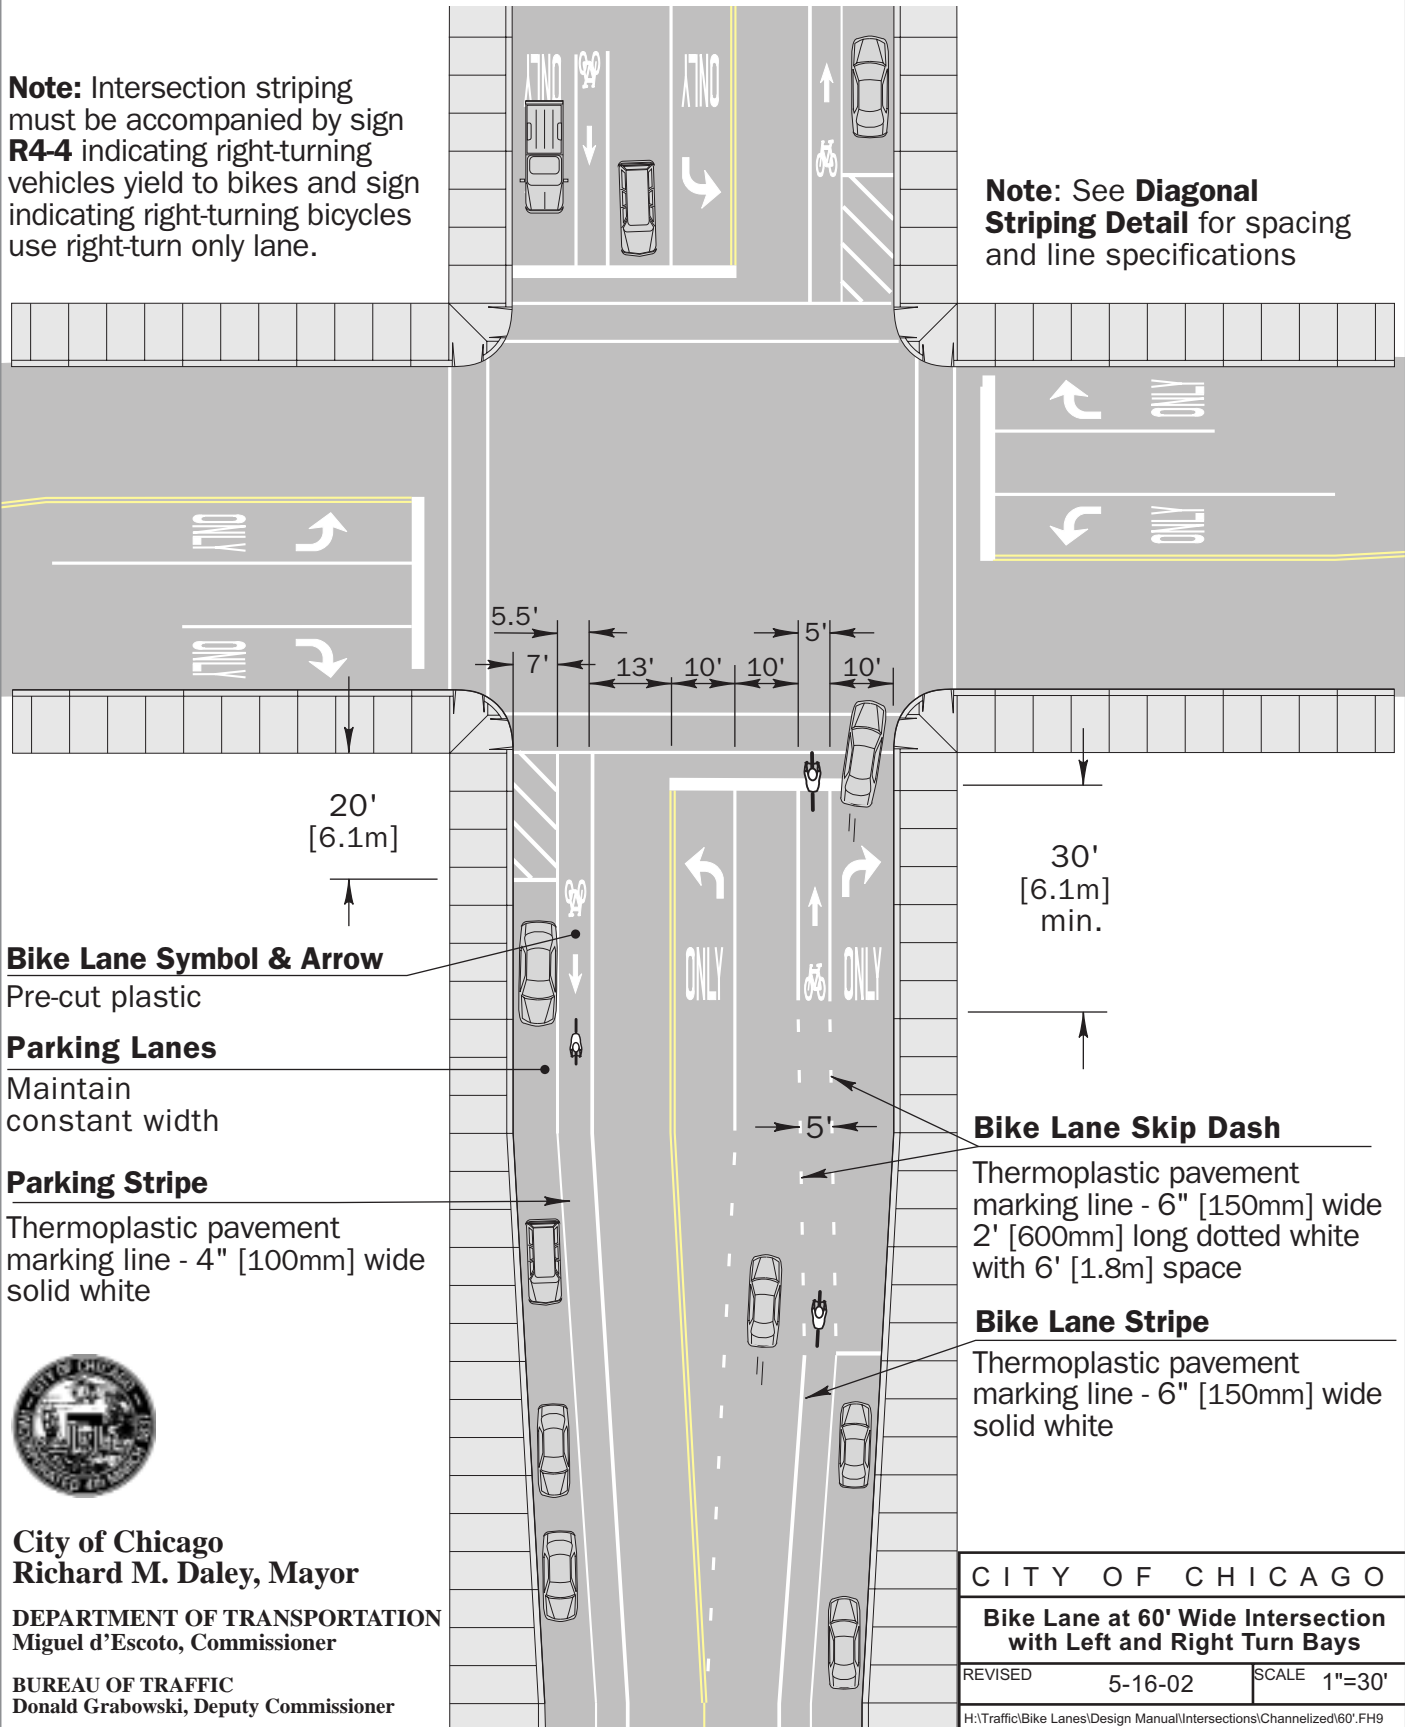 Note: Intersection striping
must be accompanied by sign
R4-4 indicating right-turning
vehicles yield to bikes and sign
indicating right-turning bicycles
use right-turn only lane.
ONLY
ONLY
Note: See Diagonal
Striping Detail for spacing
and line specifications
ONLY
ONLY
ONLY
ONLY
5.5'
5'
7'
13'
10'
10'
10'
20'
[6.1m]
30'
[6.1m]
min.
ONLY
ONLY
Bike Lane Symbol & Arrow
Pre-cut plastic
Parking Lanes
Maintain
constant width
5'
Parking Stripe
Thermoplastic pavement
marking line - 4" [100mm] wide
solid white
Bike Lane Skip Dash
Thermoplastic pavement
marking line - 6" [150mm] wide
2' [600mm] long dotted white
with 6' [1.8m] space
Bike Lane Stripe
Thermoplastic pavement
marking line - 6" [150mm] wide
solid white
CITY OF CHICAGO
City of Chicago
Richard M. Daley, Mayor
DEPARTMENT OF TRANSPORTATION
Miguel d'Escoto, Commissioner
BUREAU OF TRAFFIC
Donald Grabowski, Deputy Commissioner
CITY OF CHICAGO
Bike Lane at 60' Wide Intersection
with Left and Right Turn Bays
REVISED 5-16-02 SCALE 1"=30'
H:\Traffic\Bike Lanes\Design Manual\Intersections\Channelized\60'.FH9